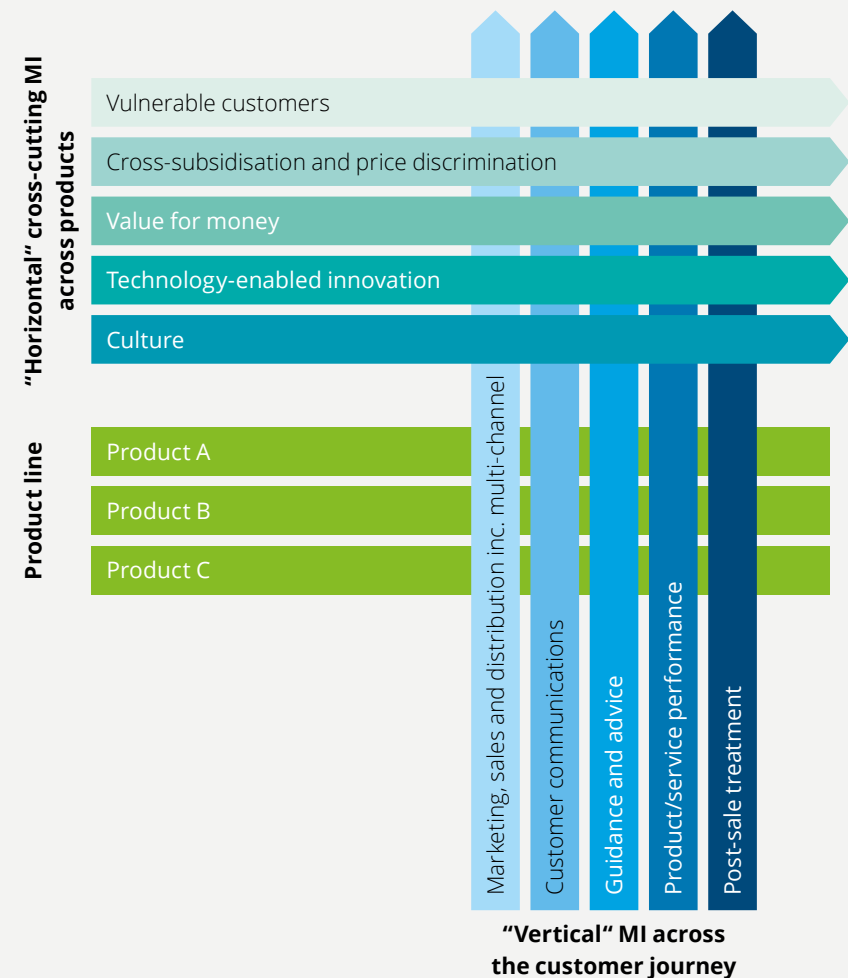 “Horizontal“ cross-cutting MI
across products
Vulnerable customers
Cross-subsidisation and price discrimination
Value for money
Technology-enabled innovation
Culture
Product line
Product A
Product B
Product C
Marketing, sales and distribution inc. multi-channel
Customer communications
Guidance and advice
Product/service performance
Post-sale treatment
“Vertical“ MI across
the customer journey